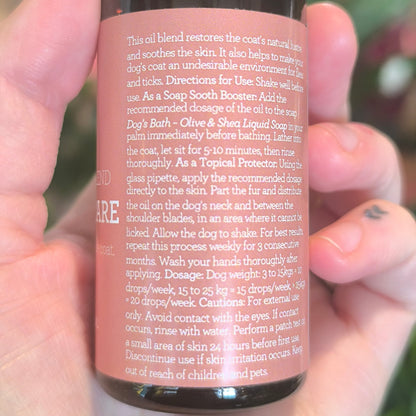 This oil blend restores the coat's natural lustre
and soothes the skin. It also helps to make your
dog's coat an undesirable environment for fleas
and ticks. Directions for Use: Shake well before
use. As a Soap Sooth Booster: Add the
recommended dosage of the oil to the soap
Dog's Bath - Olive & Shea Liquid Soap in your
palm immediately before bathing. Lather into
the coat, let sit for 5-10 minutes, then rinse
thoroughly. As a Topical Protector: Using the
glass pipette, apply the recommended dosage
directly to the skin. Part the fur and distribute
the oil on the dog's neck and between the
shoulder blades, in an area where it cannot be
licked. Allow the dog to shake. For best results,
repeat this process weekly for 3 consecutive
months. Wash your hands thoroughly after
applying. Dosage: Dog weight: 3 to 15kgs = 10
drops/week, 15 to 25 kg = 15 drops/week,
= 20 drops/week. Cautions: For external use
only. Avoid contact with the eyes. If contact
occurs, rinse with water. Perform a patch test on
a small area of skin 24 hours before first use.
Discontinue use if skin irritation occurs. Keep
out of reach of children and pets.
END
ARE
coat.